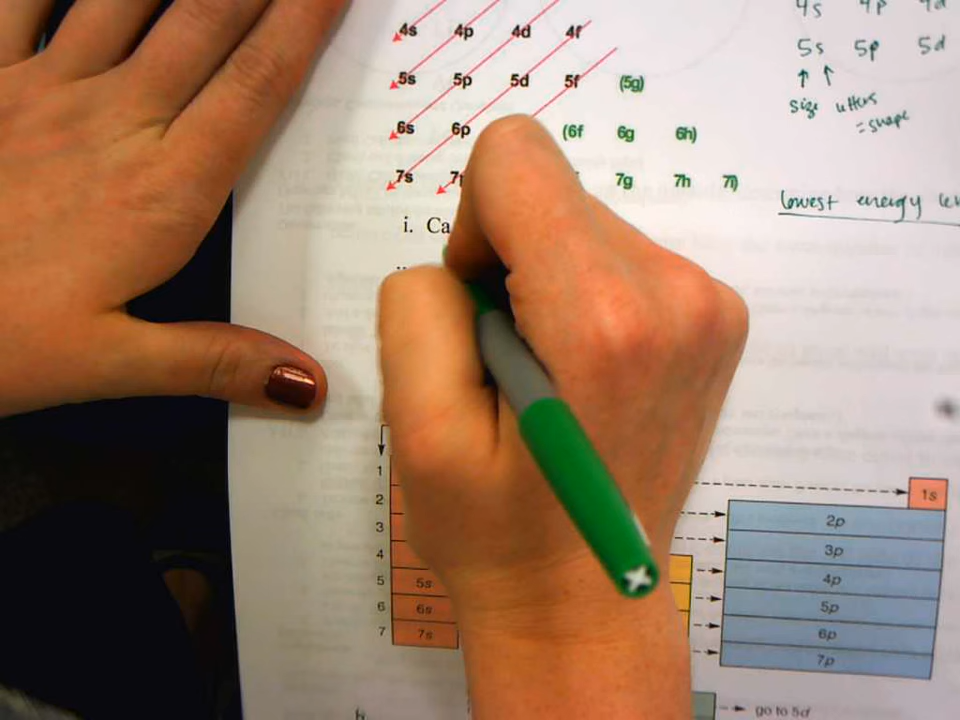 4s 4p 4d 4f
4s 4p 4d
5s 5p 5d 5f (5g)
5s 5p 5d
size letters
= shape
6s 6p (6f 6g 6h)
7s 7g 7h 7i)
lowest energy
i. Ca
1
1s
2
2p
3
3p
4
4p
5 5s
5p
6 6s
6p
7 7s
7p
go to 5d